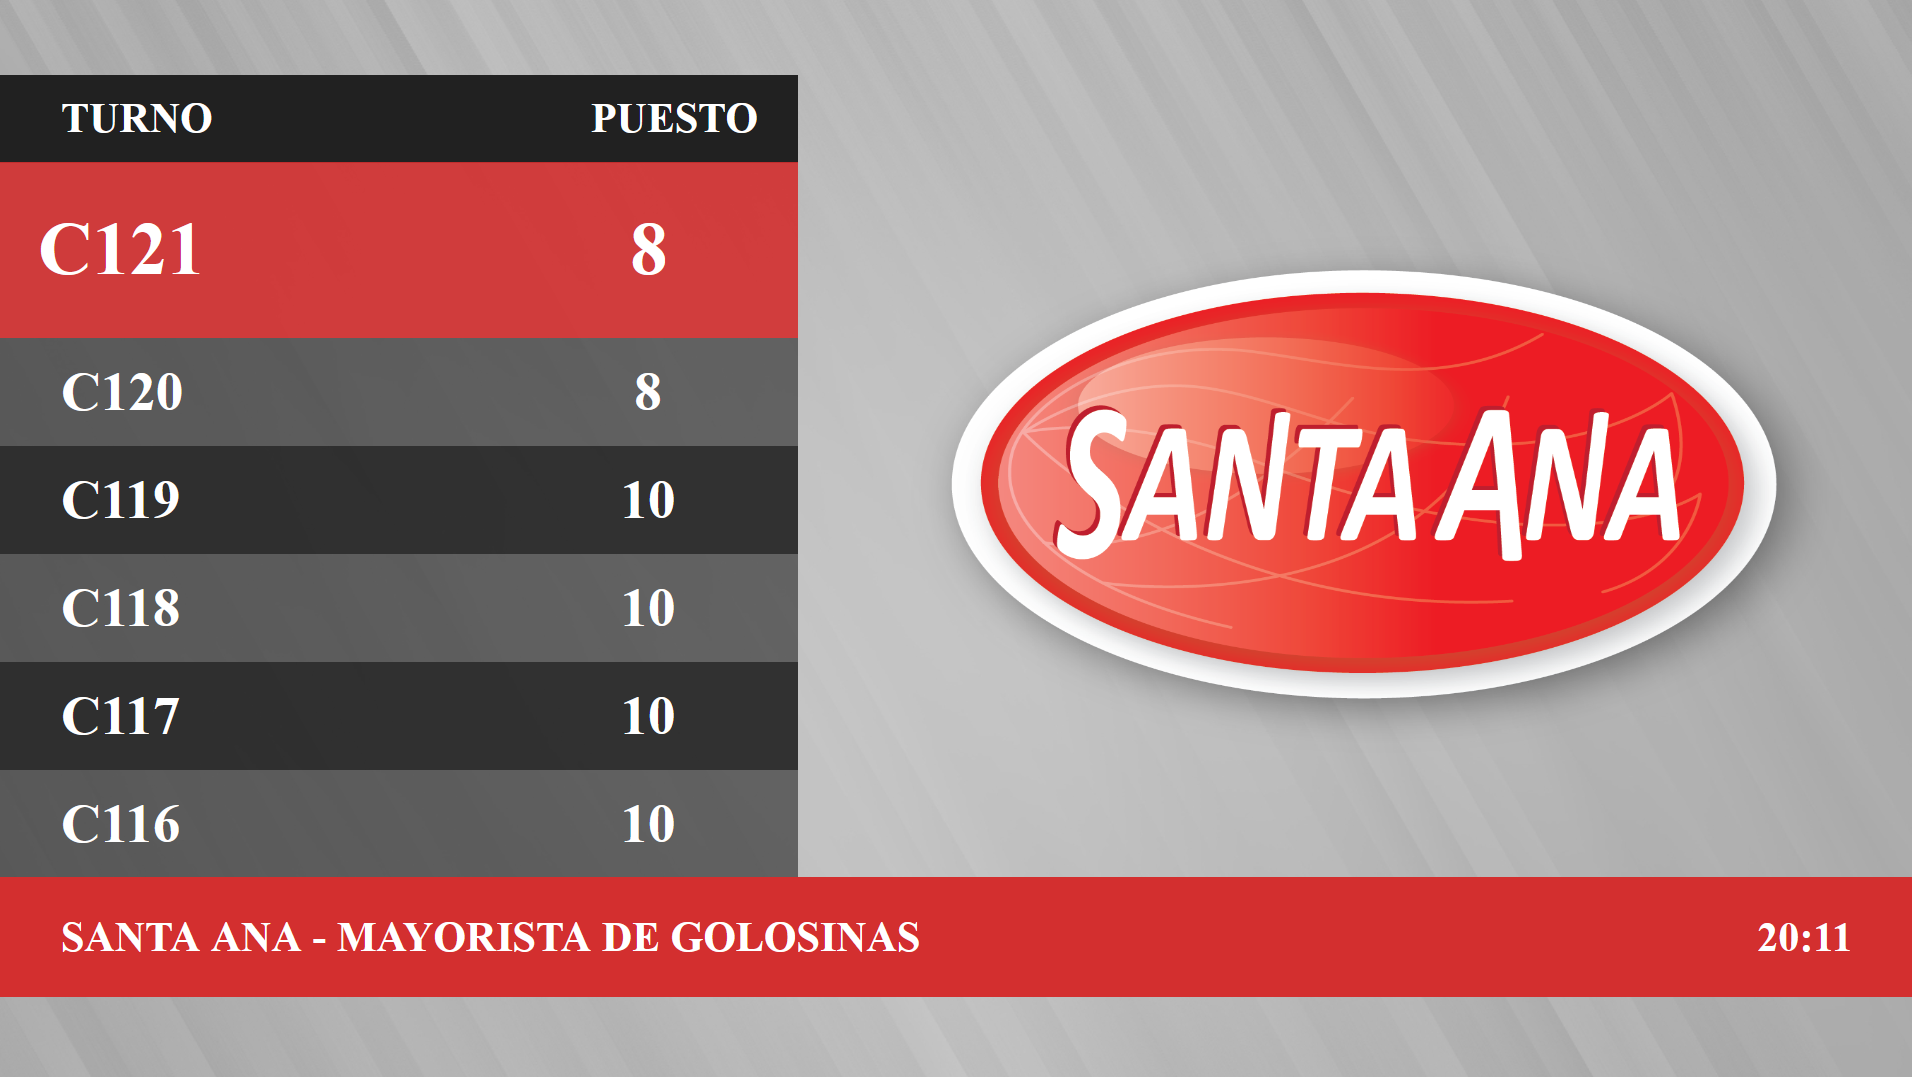 TURNO PUESTO
C121 8
C120 8
C119 10
C118 10
C117 10
C116 10
SANTA ANA
SANTA ANA - MAYORISTA DE GOLOSINAS 20:11